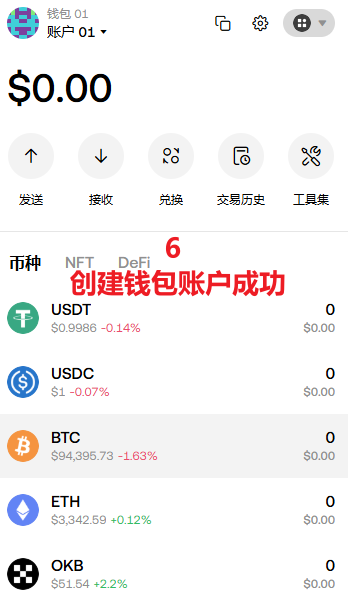 钱包 01
账户 01
$0.00
发送 接收 兑换 交易历史 工具集
6
币种 NFT DeFi
创建钱包账户成功
USDT 0
$0.9986 -0.14% $0.00
USDC 0
$1 -0.07% $0.00
BTC 0
$94,395.73 -1.63% $0.00
ETH 0
$3,342.59 +0.12% $0.00
OKB 0
$51.54 +2.2% $0.00